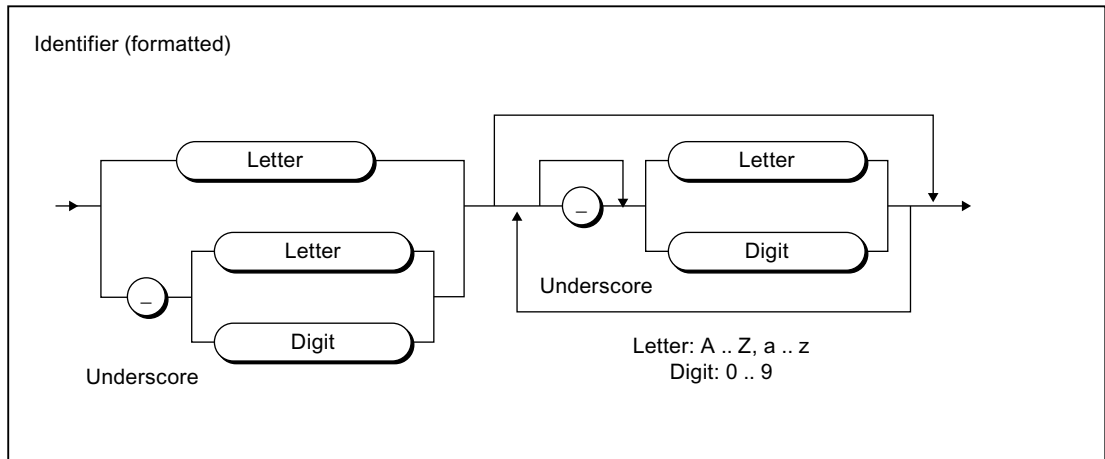 Identifier (formatted)
Letter
Letter
_
_
Letter
Digit
Underscore
Digit
Underscore
Letter: A .. Z, a .. z
Digit: 0 .. 9